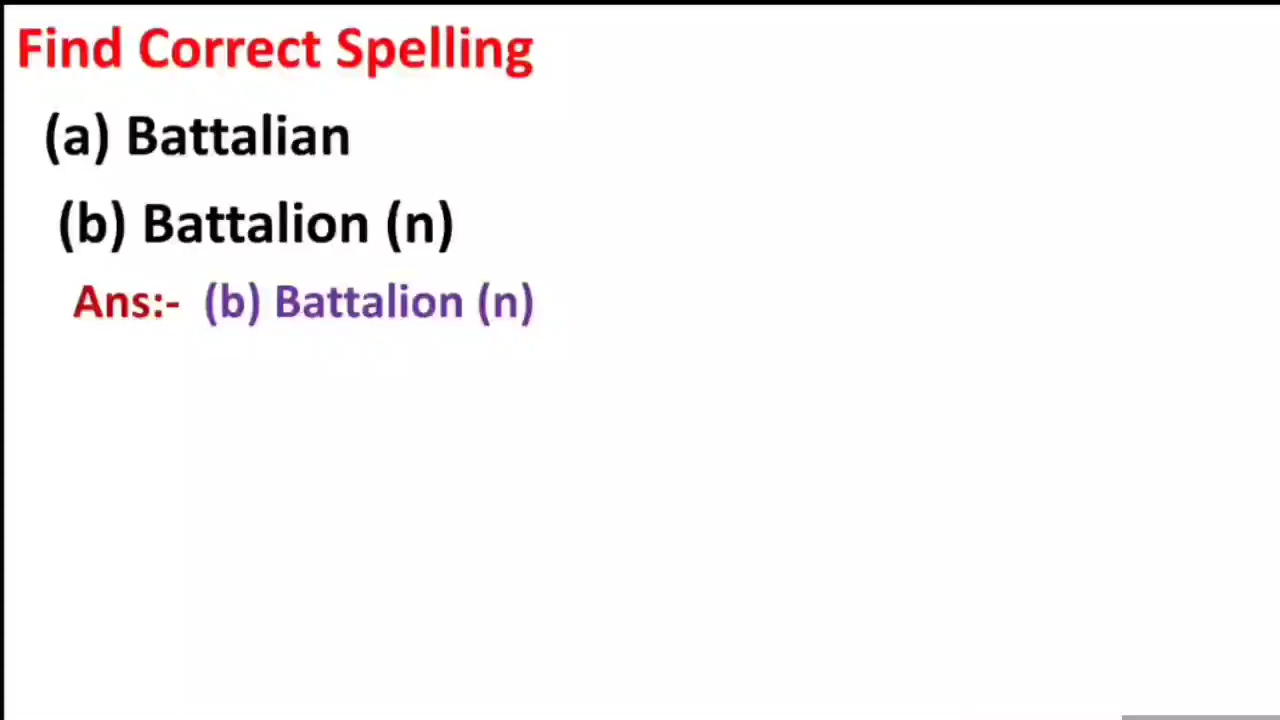 Find Correct Spelling
(a) Battalian
(b) Battalion (n)
Ans:- (b) Battalion (n)